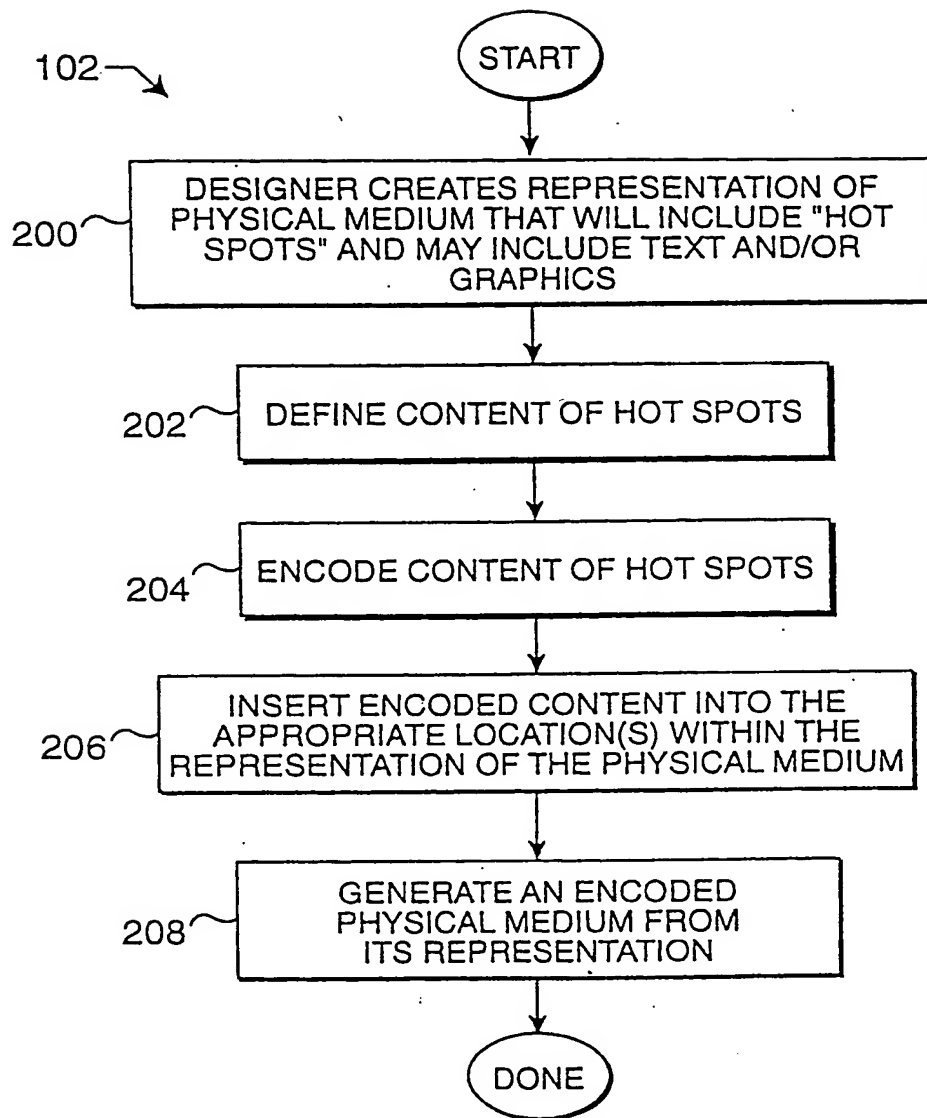 102
START
200
DESIGNER CREATES REPRESENTATION OF
PHYSICAL MEDIUM THAT WILL INCLUDE "HOT
SPOTS" AND MAY INCLUDE TEXT AND/OR
GRAPHICS
202
DEFINE CONTENT OF HOT SPOTS
204
ENCODE CONTENT OF HOT SPOTS
206
INSERT ENCODED CONTENT INTO THE
APPROPRIATE LOCATION(S) WITHIN THE
REPRESENTATION OF THE PHYSICAL MEDIUM
208
GENERATE AN ENCODED
PHYSICAL MEDIUM FROM
ITS REPRESENTATION
DONE